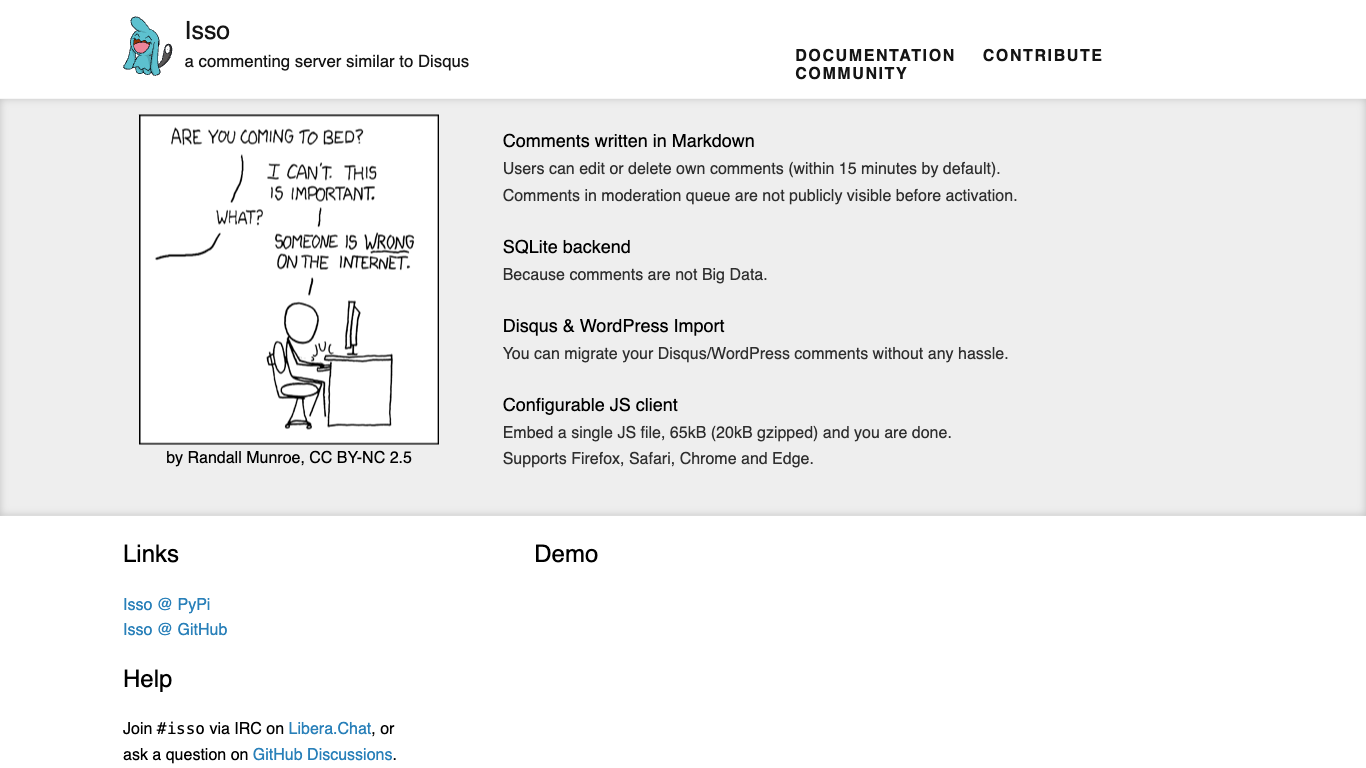 Isso
a commenting server similar to Disqus
DOCUMENTATION CONTRIBUTE
COMMUNITY
ARE YOU COMING TO BED?
I CAN'T. THIS
IS IMPORTANT.
WHAT?
SOMEONE IS WRONG
ON THE INTERNET.
by Randall Munroe, CC BY-NC 2.5
Comments written in Markdown
Users can edit or delete own comments (within 15 minutes by default).
Comments in moderation queue are not publicly visible before activation.
SQLite backend
Because comments are not Big Data.
Disqus & WordPress Import
You can migrate your Disqus/WordPress comments without any hassle.
Configurable JS client
Embed a single JS file, 65kB (20kB gzipped) and you are done.
Supports Firefox, Safari, Chrome and Edge.
Links
Isso @ PyPi
Isso @ GitHub
Help
Join #isso via IRC on Libera.Chat, or
ask a question on GitHub Discussions.
Demo